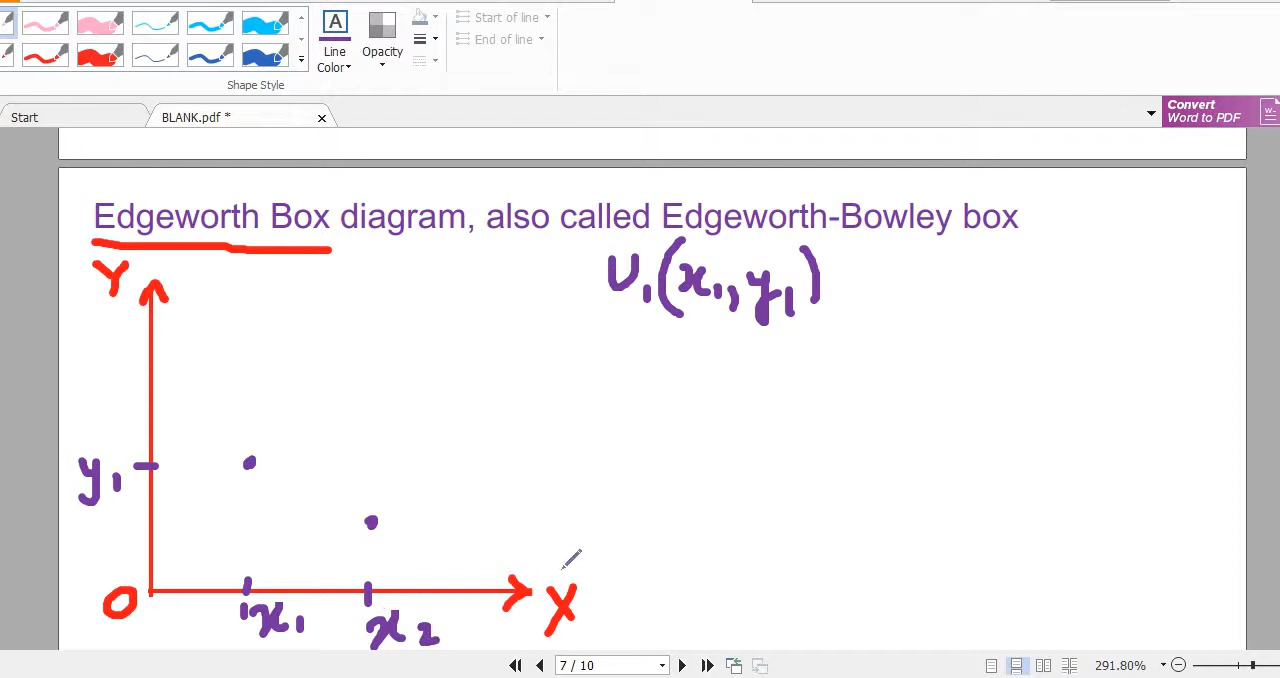 Start of line
End of line
Line
Color
Opacity
Shape Style
Start
BLANK.pdf *
Convert
Word to PDF
Edgeworth Box diagram, also called Edgeworth-Bowley box
U₁(x₁, y₁)
Y
y₁
O
x₁
x₂
X
7 / 10
291.80%